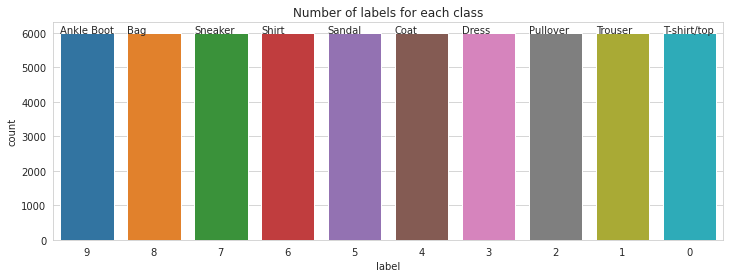 Number of labels for each class
Ankle Boot Bag Sneaker Shirt Sandal Coat Dress Pullover Trouser T-shirt/top
6000
5000
4000
3000
2000
1000
0
count
9 8 7 6 5 4 3 2 1 0
label